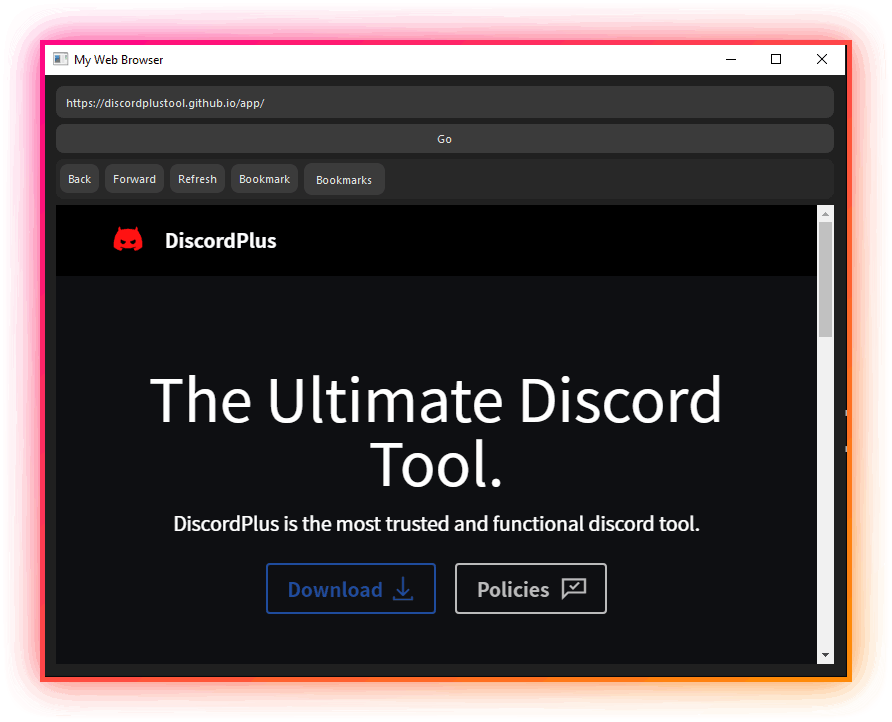 My Web Browser
https://discordplustool.github.io/app/
Go
Back Forward Refresh Bookmark Bookmarks
DiscordPlus
The Ultimate Discord
Tool.
DiscordPlus is the most trusted and functional discord tool.
Download Policies